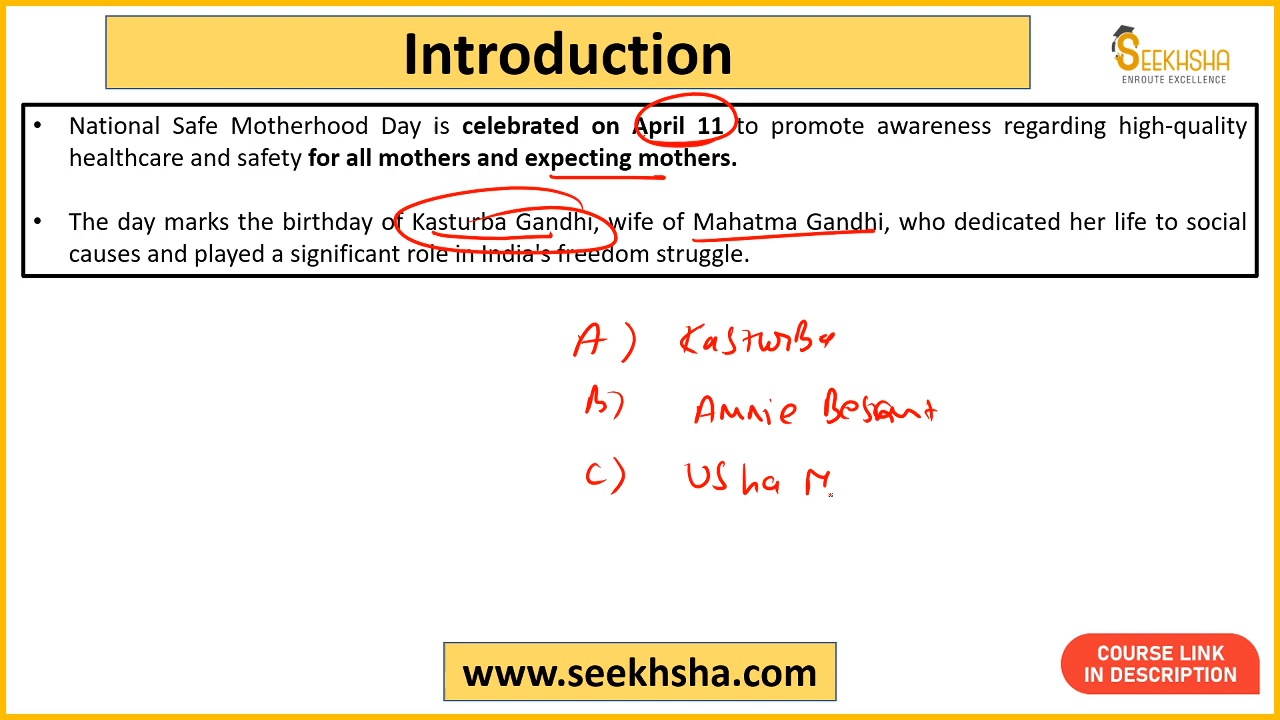 Introduction
SEEKHSHA
ENROUTE EXCELLENCE
• National Safe Motherhood Day is celebrated on April 11 to promote awareness regarding high-quality
healthcare and safety for all mothers and expecting mothers.
• The day marks the birthday of Kasturba Gandhi, wife of Mahatma Gandhi, who dedicated her life to social
causes and played a significant role in India's freedom struggle.
A) Kasturba
B) Annie Besant
C) Usha M
www.seekhsha.com
COURSE LINK
IN DESCRIPTION